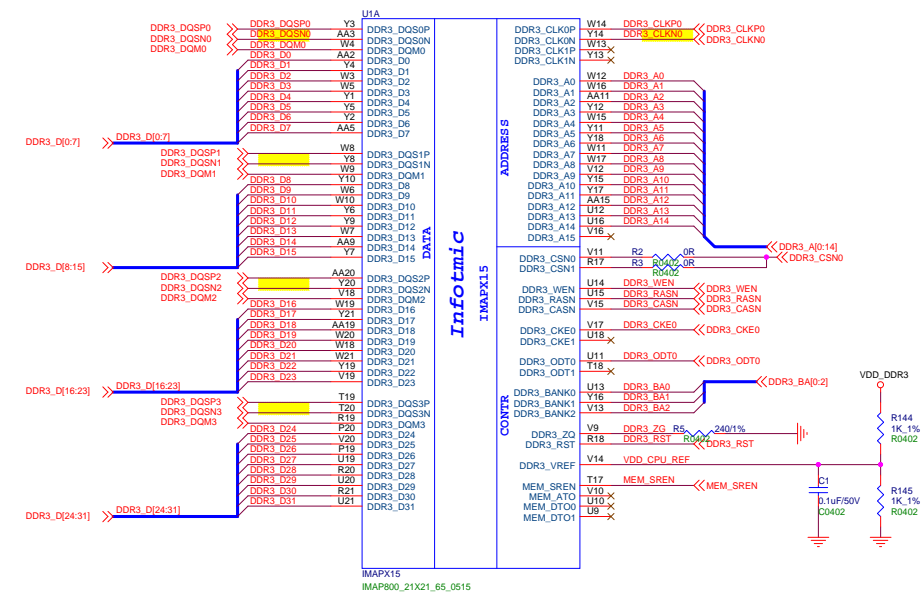 U1A
DDR3_DQSP0 DDR3_DQSP0 Y3 DDR3_DQS0P
DDR3_DQSN0 DDR3_DQSN0 AA3 DDR3_DQS0N
DDR3_DQM0 DDR3_DQM0 W4 DDR3_DQM0
DDR3_D0 AA2 DDR3_D0
DDR3_D1 Y4 DDR3_D1
DDR3_D2 W3 DDR3_D2
DDR3_D3 W5 DDR3_D3
DDR3_D4 Y1 DDR3_D4
DDR3_D5 Y5 DDR3_D5
DDR3_D6 Y2 DDR3_D6
DDR3_D7 AA5 DDR3_D7
DDR3_D[0:7] DDR3_D[0:7]
DDR3_DQSP1 W8 DDR3_DQS1P
DDR3_DQSN1 Y8 DDR3_DQS1N
DDR3_DQM1 W9 DDR3_DQM1
DDR3_D8 Y10 DDR3_D8
DDR3_D9 W6 DDR3_D9
DDR3_D10 W10 DDR3_D10
DDR3_D11 Y6 DDR3_D11
DDR3_D12 Y9 DDR3_D12
DDR3_D13 W7 DDR3_D13
DDR3_D14 AA9 DDR3_D14
DDR3_D15 Y7 DDR3_D15
DDR3_D[8:15]
DDR3_DQSP2 AA20 DDR3_DQS2P
DDR3_DQSN2 Y20 DDR3_DQS2N
DDR3_DQM2 V18 DDR3_DQM2
DDR3_D16 W19 DDR3_D16
DDR3_D17 Y21 DDR3_D17
DDR3_D18 AA19 DDR3_D18
DDR3_D19 W20 DDR3_D19
DDR3_D20 W18 DDR3_D20
DDR3_D21 W21 DDR3_D21
DDR3_D22 Y19 DDR3_D22
DDR3_D23 V19 DDR3_D23
DDR3_D[16:23] DDR3_D[16:23]
DDR3_DQSP3 T19 DDR3_DQS3P
DDR3_DQSN3 T20 DDR3_DQS3N
DDR3_DQM3 R19 DDR3_DQM3
DDR3_D24 P20 DDR3_D24
DDR3_D25 V20 DDR3_D25
DDR3_D26 P19 DDR3_D26
DDR3_D27 U19 DDR3_D27
DDR3_D28 R20 DDR3_D28
DDR3_D29 U20 DDR3_D29
DDR3_D30 R21 DDR3_D30
DDR3_D31 U21 DDR3_D31
DDR3_D[24:31] DDR3_D[24:31]
DATA
Infotmic
IMAPX15
ADDRESS
CONTR
DDR3_CLK0P W14 DDR3_CLKP0 DDR3_CLKP0
DDR3_CLK0N Y14 DDR3_CLKN0 DDR3_CLKN0
DDR3_CLK1P W13
DDR3_CLK1N Y13
DDR3_A0 W12 DDR3_A0
DDR3_A1 W16 DDR3_A1
DDR3_A2 AA11 DDR3_A2
DDR3_A3 Y12 DDR3_A3
DDR3_A4 W15 DDR3_A4
DDR3_A5 Y11 DDR3_A5
DDR3_A6 Y18 DDR3_A6
DDR3_A7 W11 DDR3_A7
DDR3_A8 W17 DDR3_A8
DDR3_A9 V12 DDR3_A9
DDR3_A10 Y15 DDR3_A10
DDR3_A11 Y17 DDR3_A11
DDR3_A12 AA15 DDR3_A12
DDR3_A13 U12 DDR3_A13
DDR3_A14 U16 DDR3_A14
DDR3_A15 V16
DDR3_A[0:14]
DDR3_CSN0 V11 R2 0R R0402 DDR3_CSN0
DDR3_CSN1 R17 R3 0R R0402
DDR3_WEN U14 DDR3_WEN DDR3_WEN
DDR3_RASN U15 DDR3_RASN DDR3_RASN
DDR3_CASN V15 DDR3_CASN DDR3_CASN
DDR3_CKE0 V17 DDR3_CKE0 DDR3_CKE0
DDR3_CKE1 U18
DDR3_ODT0 U11 DDR3_ODT0 DDR3_ODT0
DDR3_ODT1 T18
DDR3_BANK0 U13 DDR3_BA0 DDR3_BA[0:2]
DDR3_BANK1 Y16 DDR3_BA1
DDR3_BANK2 V13 DDR3_BA2
DDR3_ZQ V9 DDR3_ZG R5 240/1% R0402
DDR3_RST R18 DDR3_RST DDR3_RST
DDR3_VREF V14 VDD_CPU_REF
MEM_SREN T17 MEM_SREN MEM_SREN
MEM_ATO V10
MEM_DTO0 U10
MEM_DTO1 U9
VDD_DDR3
R144
1K_1%
R0402
C1
0.1uF/50V
C0402
R145
1K_1%
R0402
IMAPX15
IMAP800_21X21_65_0515